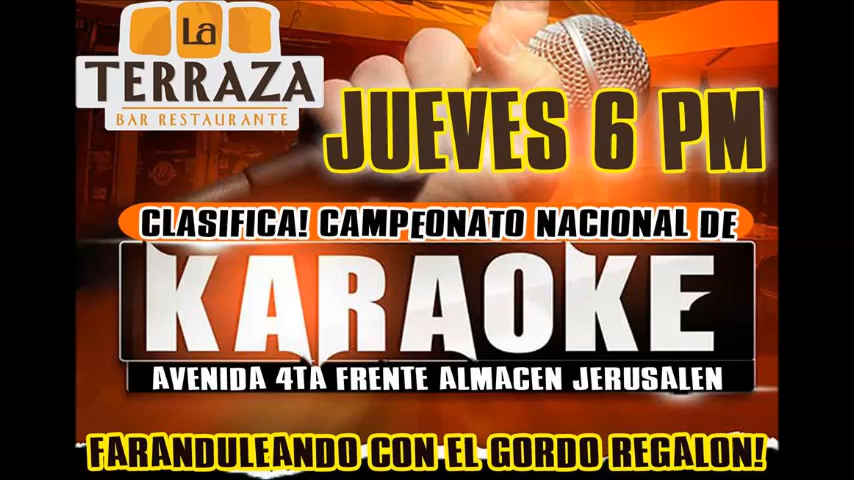 La
TERRAZA
BAR RESTAURANTE
JUEVES 6 PM
CLASIFICA! CAMPEONATO NACIONAL DE
KARAOKE
AVENIDA 4TA FRENTE ALMACEN JERUSALEN
FARANDULEANDO CON EL GORDO REGALON!